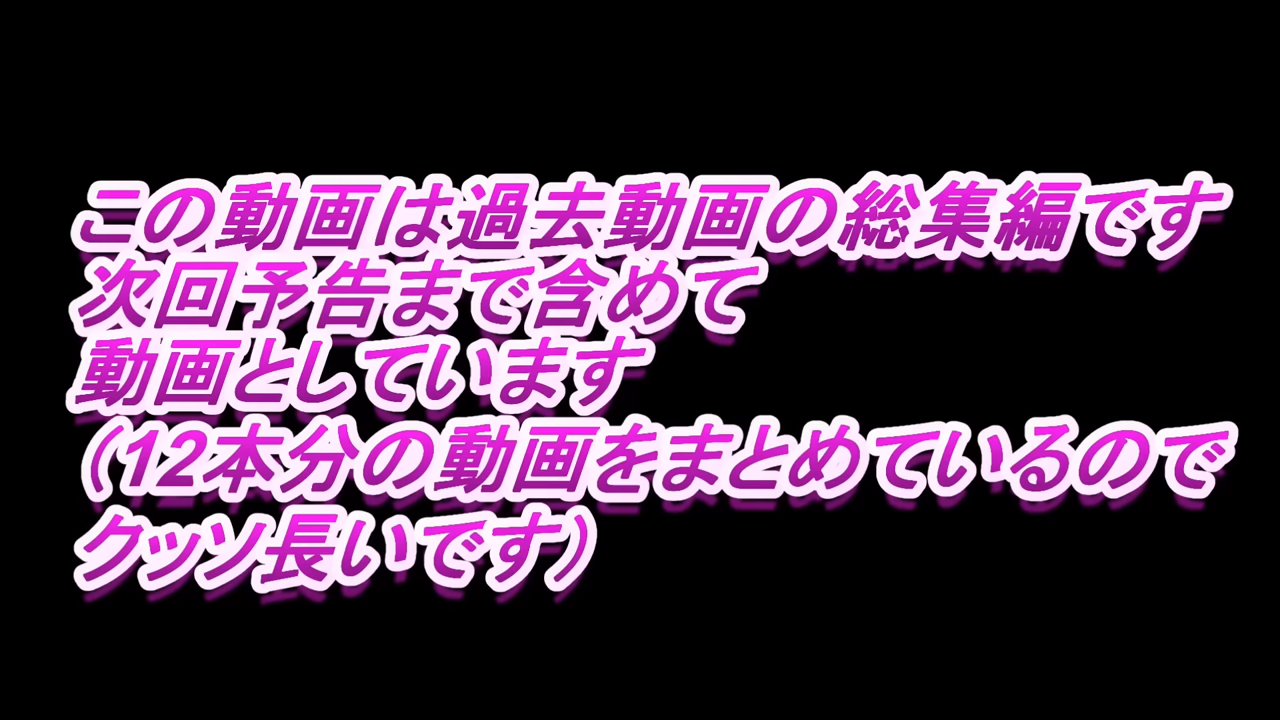 この動画は過去動画の総集編です
次回予告まで含めて
動画としています
(12本分の動画をまとめているので
クッソ長いです)